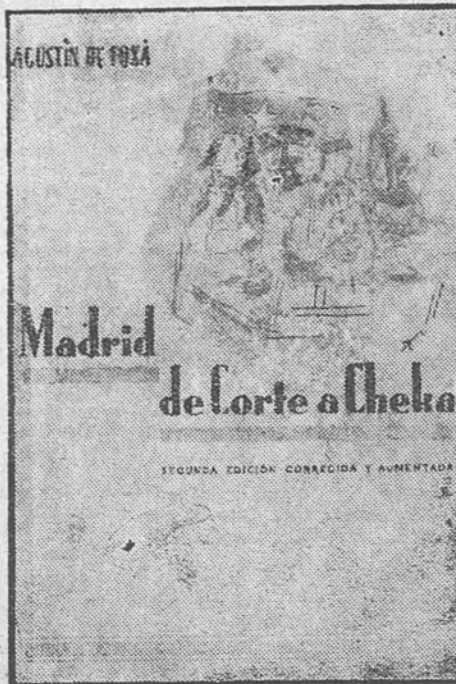 AGUSTÍN DE FOXÁ
Madrid
de Corte a Cheka
SEGUNDA EDICIÓN CORREGIDA Y AUMENTADA